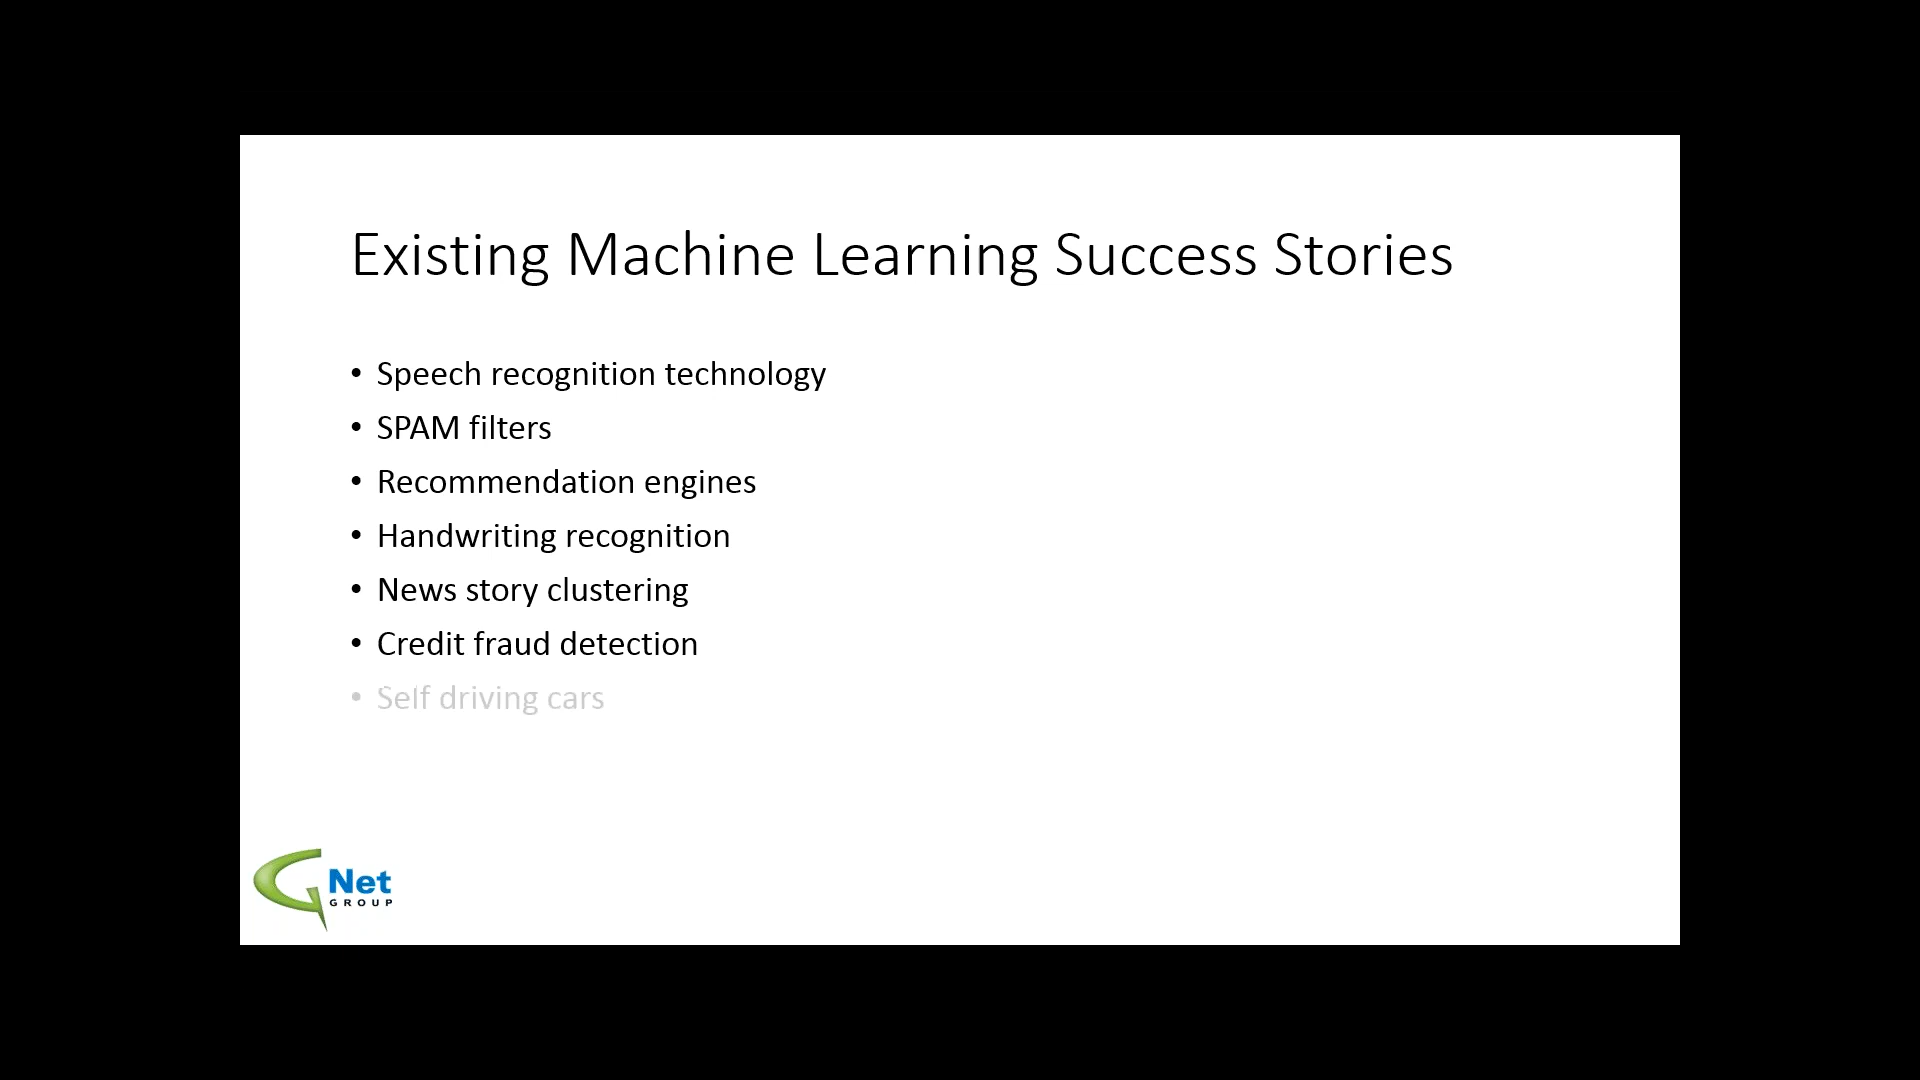 Existing Machine Learning Success Stories
• Speech recognition technology
• SPAM filters
• Recommendation engines
• Handwriting recognition
• News story clustering
• Credit fraud detection
• Self driving cars
Net
GROUP